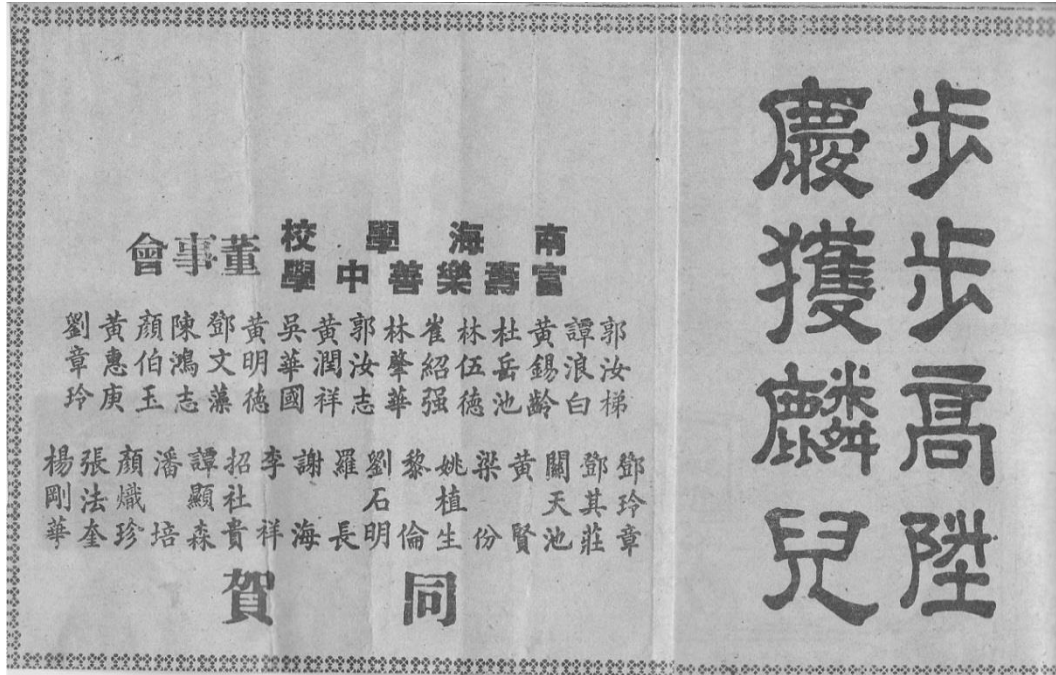 步步高陞
慶獲麟兒
南海學校
富壽樂善中學
董事會
郭汝梯
譚浪白
黃錫齡
杜岳池
林伍德
崔紹强
林聲華
郭汝志
黃潤祥
吳華國
黃明德
鄧文藻
陳鴻志
顏伯玉
黃惠庚
劉章玲
鄧玲章
鄧其莊
關天池
黃賢
梁份
姚植生
黎倫
劉石明
羅長
謝海
李祥
招社貴
譚顯森
潘培
顏熾珍
張法奎
楊剛華
同賀